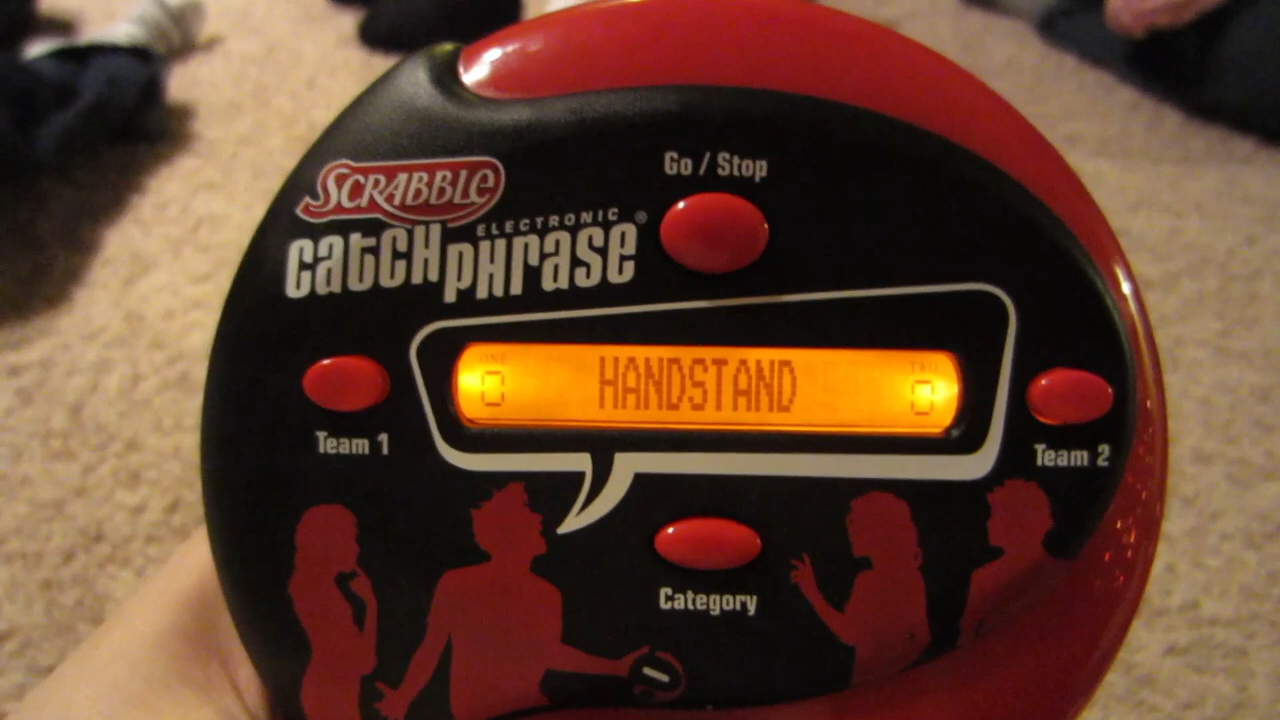 Go / Stop
SCRABBLE
ELECTRONIC
catcHpHrase®
ONE
TWO
0 HANDSTAND 0
Team 1
Team 2
Category